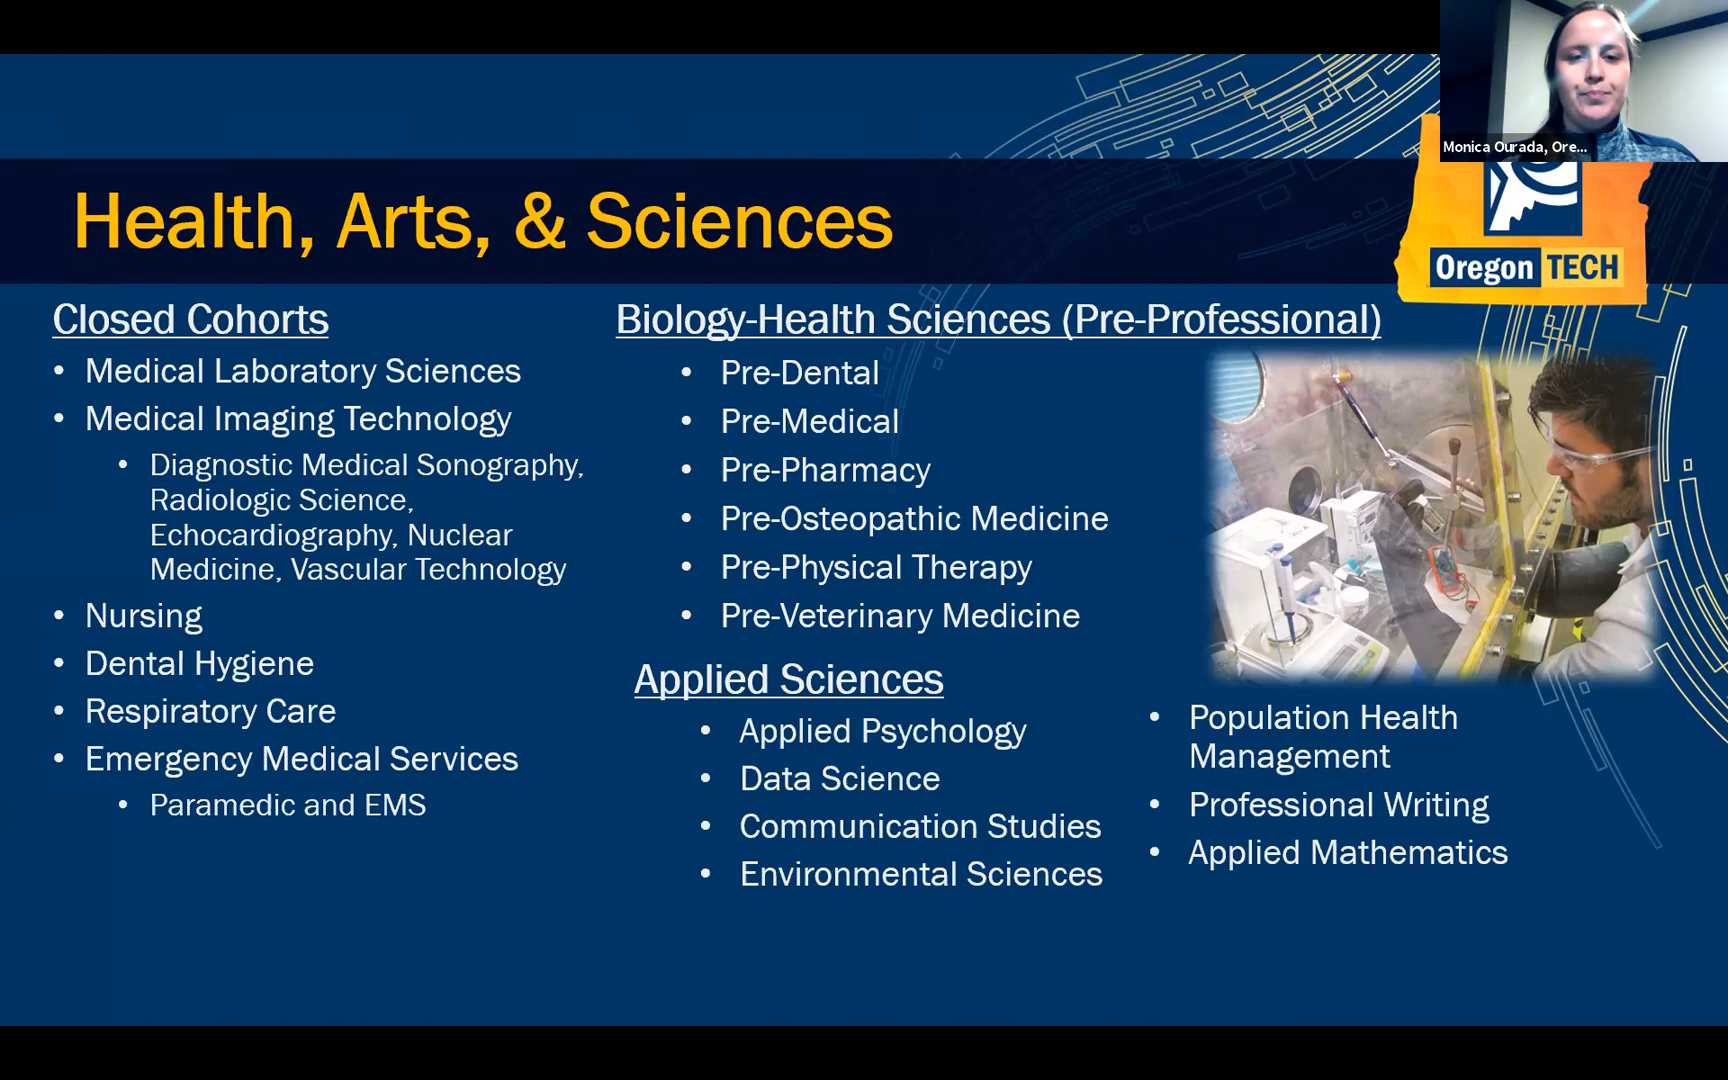 Monica Ourada, Ore...
Health, Arts, & Sciences
Oregon TECH
Closed Cohorts
• Medical Laboratory Sciences
• Medical Imaging Technology
• Diagnostic Medical Sonography,
Radiologic Science,
Echocardiography, Nuclear
Medicine, Vascular Technology
• Nursing
• Dental Hygiene
• Respiratory Care
• Emergency Medical Services
• Paramedic and EMS
Biology-Health Sciences (Pre-Professional)
• Pre-Dental
• Pre-Medical
• Pre-Pharmacy
• Pre-Osteopathic Medicine
• Pre-Physical Therapy
• Pre-Veterinary Medicine
Applied Sciences
• Applied Psychology
• Data Science
• Communication Studies
• Environmental Sciences
• Population Health
Management
• Professional Writing
• Applied Mathematics